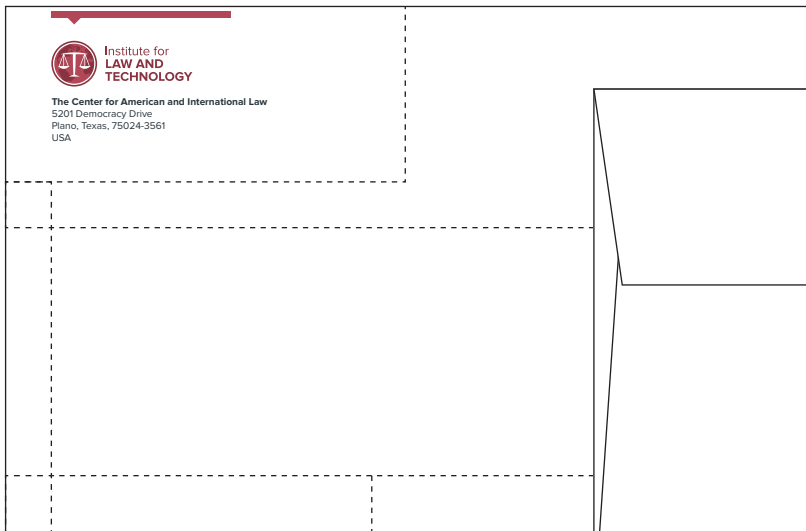 Institute for
LAW AND
TECHNOLOGY
The Center for American and International Law
5201 Democracy Drive
Plano, Texas, 75024-3561
USA